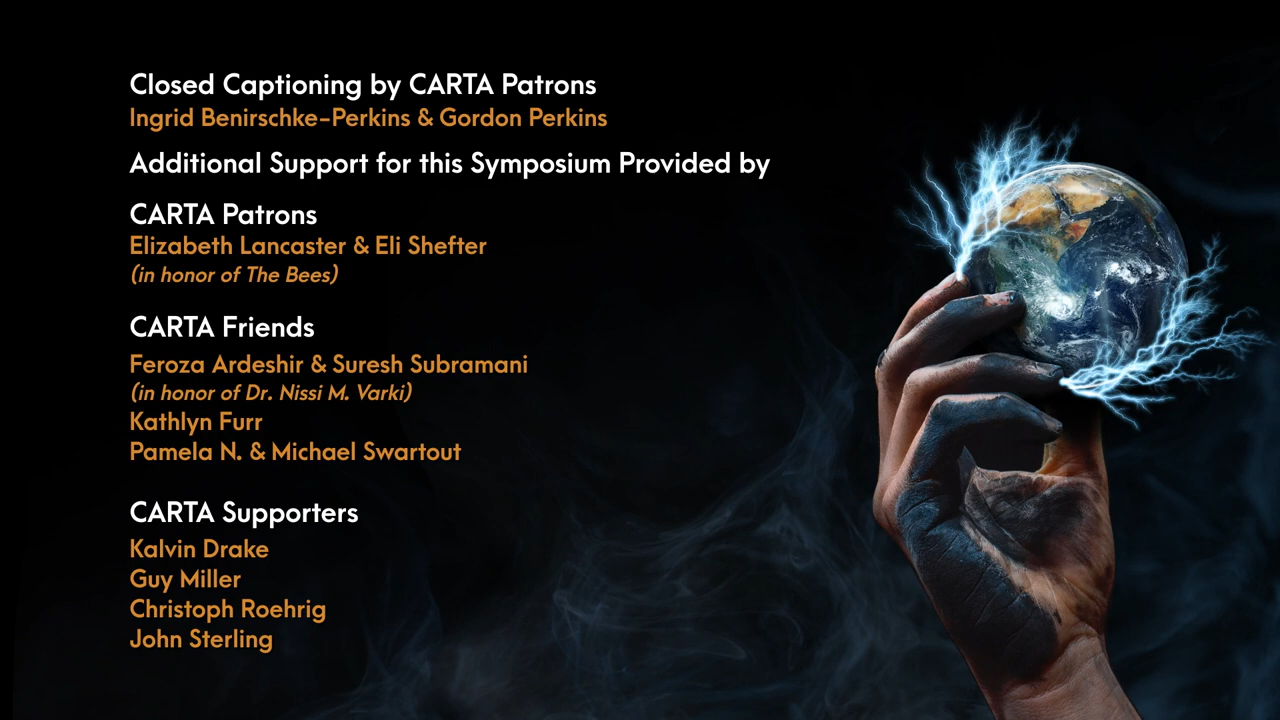 Closed Captioning by CARTA Patrons
Ingrid Benirschke-Perkins & Gordon Perkins
Additional Support for this Symposium Provided by
CARTA Patrons
Elizabeth Lancaster & Eli Shefter
(in honor of The Bees)
CARTA Friends
Feroza Ardeshir & Suresh Subramani
(in honor of Dr. Nissi M. Varki)
Kathlyn Furr
Pamela N. & Michael Swartout
CARTA Supporters
Kalvin Drake
Guy Miller
Christoph Roehrig
John Sterling